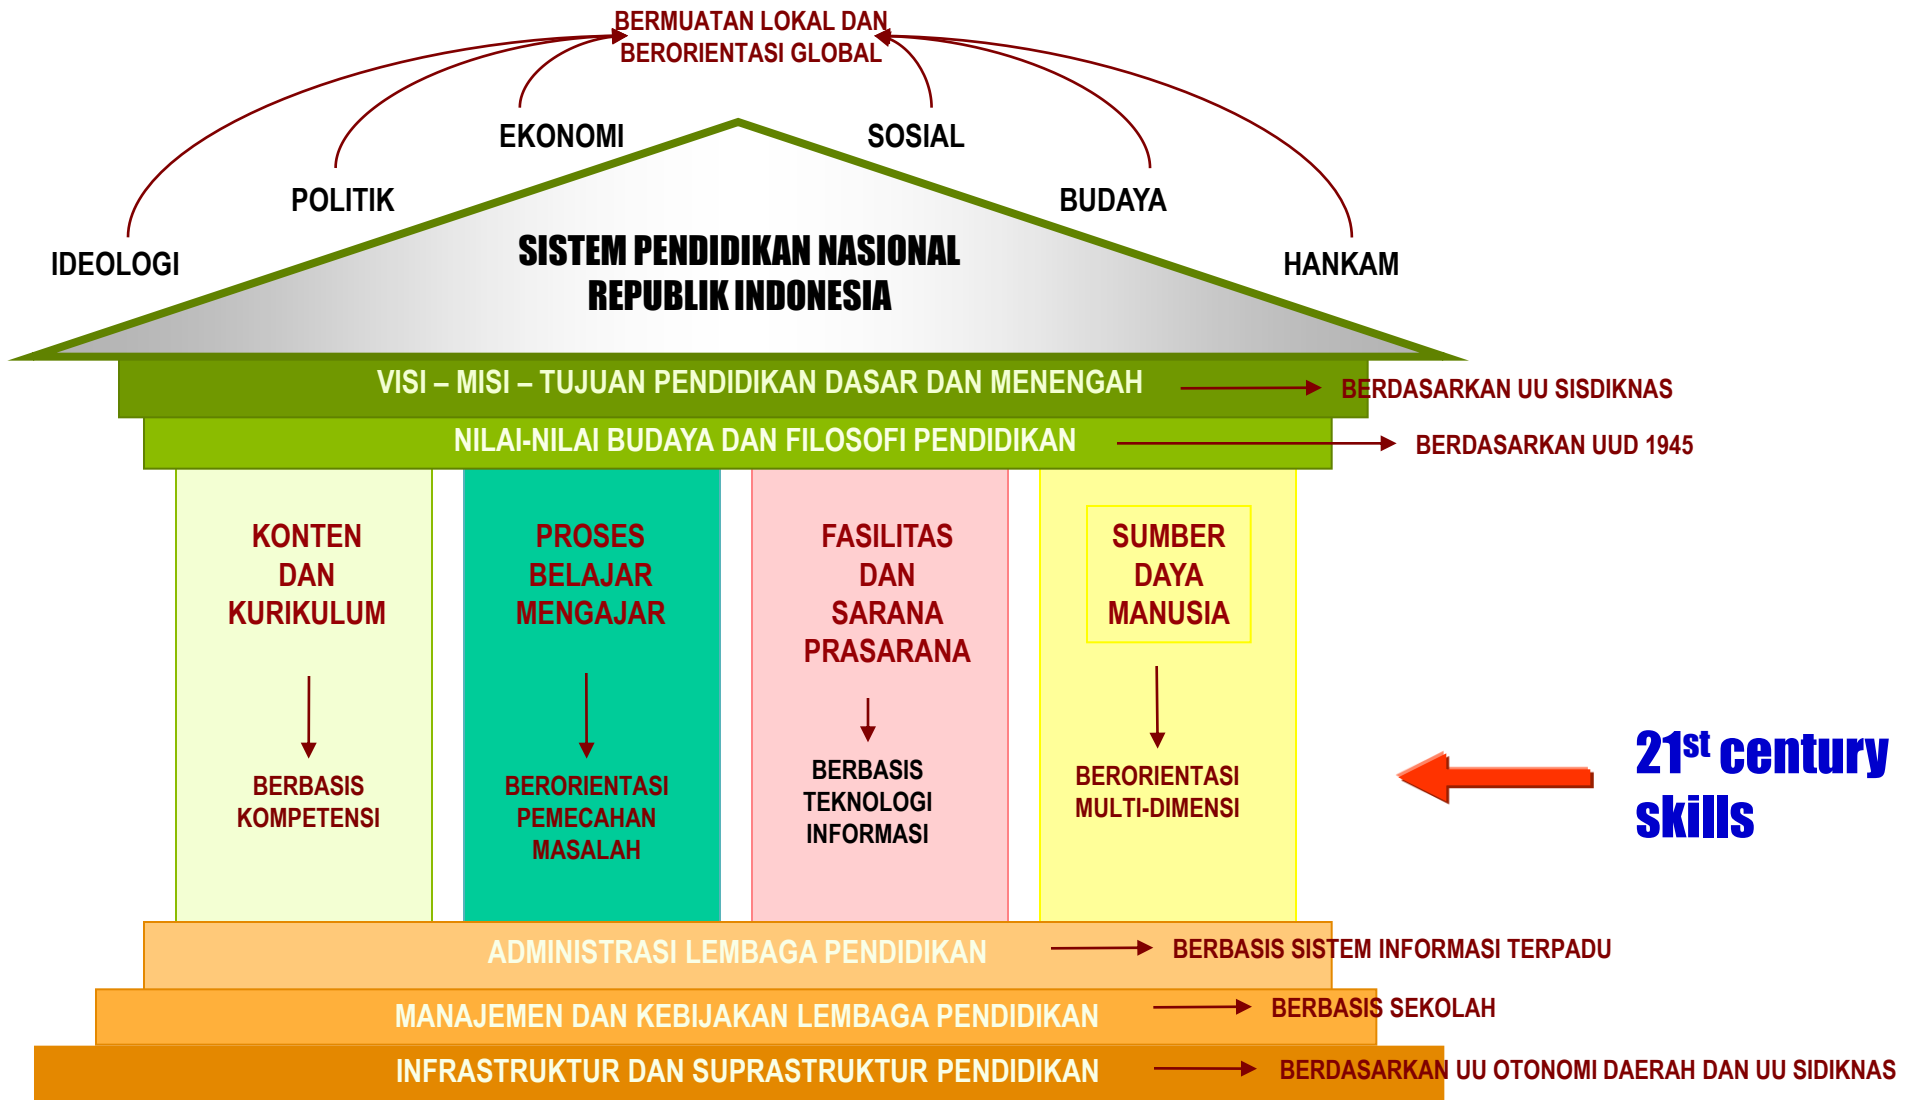 BERMUATAN LOKAL DAN
BERORIENTASI GLOBAL
EKONOMI
SOSIAL
POLITIK
BUDAYA
IDEOLOGI
HANKAM
SISTEM PENDIDIKAN NASIONAL
REPUBLIK INDONESIA
VISI – MISI – TUJUAN PENDIDIKAN DASAR DAN MENENGAH
BERDASARKAN UU SISDIKNAS
NILAI-NILAI BUDAYA DAN FILOSOFI PENDIDIKAN
BERDASARKAN UUD 1945
KONTEN
DAN
KURIKULUM
BERBASIS
KOMPETENSI
PROSES
BELAJAR
MENGAJAR
BERORIENTASI
PEMECAHAN
MASALAH
FASILITAS
DAN
SARANA
PRASARANA
BERBASIS
TEKNOLOGI
INFORMASI
SUMBER
DAYA
MANUSIA
BERORIENTASI
MULTI-DIMENSI
21st century
skills
ADMINISTRASI LEMBAGA PENDIDIKAN
BERBASIS SISTEM INFORMASI TERPADU
MANAJEMEN DAN KEBIJAKAN LEMBAGA PENDIDIKAN
BERBASIS SEKOLAH
INFRASTRUKTUR DAN SUPRASTRUKTUR PENDIDIKAN
BERDASARKAN UU OTONOMI DAERAH DAN UU SIDIKNAS